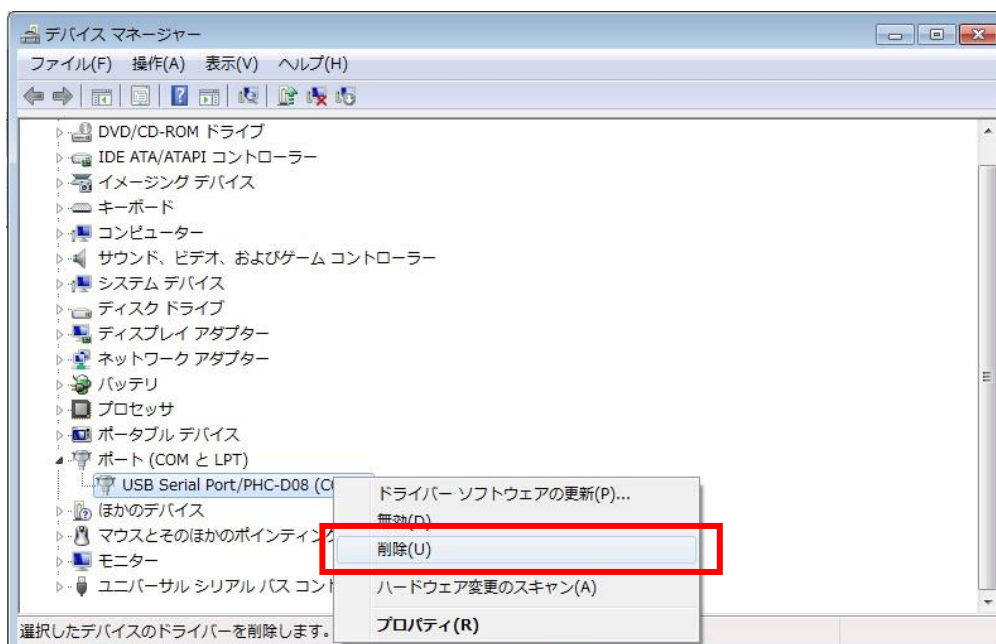 デバイス マネージャー
ファイル(F) 操作(A) 表示(V) ヘルプ(H)
DVD/CD-ROM ドライブ
IDE ATA/ATAPI コントローラー
イメージング デバイス
キーボード
コンピューター
サウンド、ビデオ、およびゲーム コントローラー
システム デバイス
ディスク ドライブ
ディスプレイ アダプター
ネットワーク アダプター
バッテリ
プロセッサ
ポータブル デバイス
ポート (COM と LPT)
USB Serial Port/PHC-D08
ほかのデバイス
マウスとそのほかのポインティング
モニター
ユニバーサル シリアル バス コント
ドライバー ソフトウェアの更新(P)...
無効(D)
削除(U)
ハードウェア変更のスキャン(A)
プロパティ(R)
選択したデバイスのドライバーを削除します。